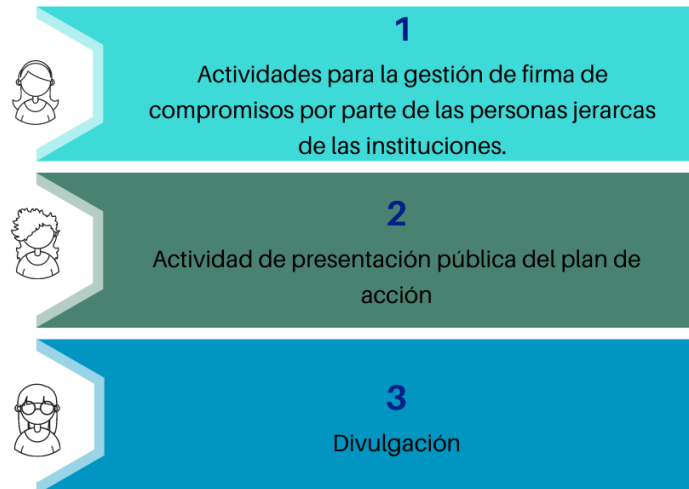 1
Actividades para la gestión de firma de
compromisos por parte de las personas jerarcas
de las instituciones.
2
Actividad de presentación pública del plan de
acción
3
Divulgación